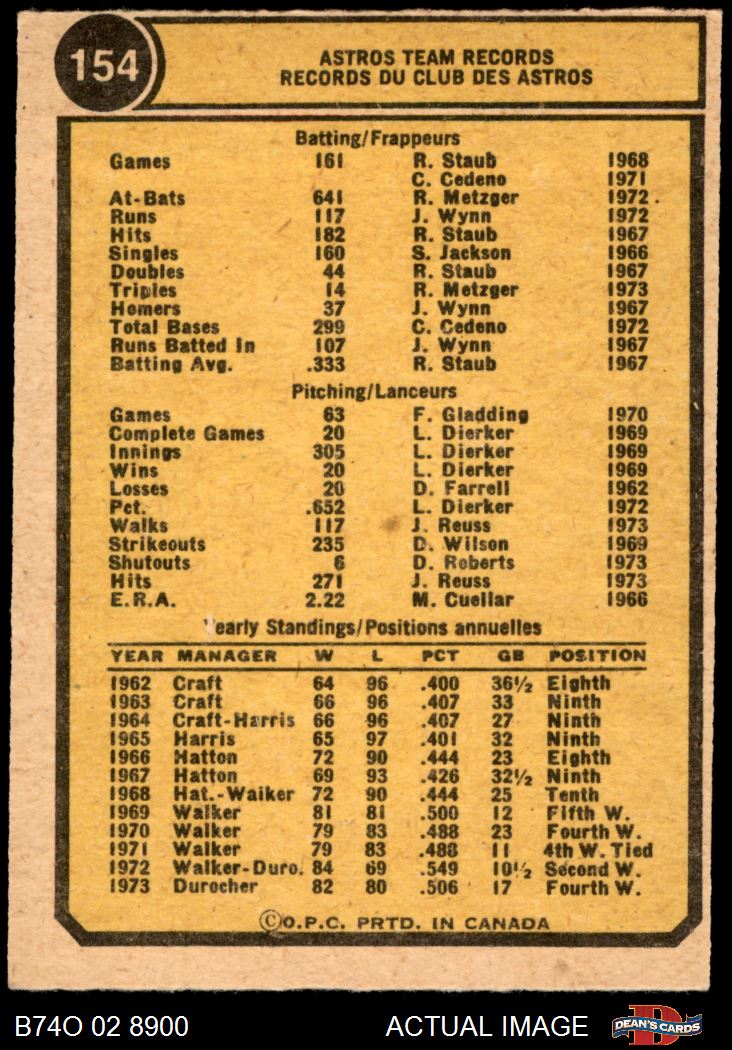 154
ASTROS TEAM RECORDS
RECORDS DU CLUB DES ASTROS
Batting/Frappeurs
Games 161 R. Staub 1968
C. Cedeno 1971
At-Bats 641 R. Metzger 1972
Runs 117 J. Wynn 1972
Hits 182 R. Staub 1967
Singles 160 S. Jackson 1966
Doubles 44 R. Staub 1967
Triples 14 R. Metzger 1973
Homers 37 J. Wynn 1967
Total Bases 299 C. Cedeno 1972
Runs Batted In 107 J. Wynn 1967
Batting Avg. .333 R. Staub 1967
Pitching/Lanceurs
Games 63 F. Gladding 1970
Complete Games 20 L. Dierker 1969
Innings 305 L. Dierker 1969
Wins 20 L. Dierker 1969
Losses 20 D. Farrell 1962
Pct. .652 L. Dierker 1972
Walks 117 J. Reuss 1973
Strikeouts 235 D. Wilson 1969
Shutouts 6 D. Roberts 1973
Hits 271 J. Reuss 1973
E.R.A. 2.22 M. Cuellar 1966
Yearly Standings/Positions annuelles
YEAR MANAGER W L PCT GB POSITION
1962 Craft 64 96 .400 36½ Eighth
1963 Craft 66 96 .407 33 Ninth
1964 Craft-Harris 66 96 .407 27 Ninth
1965 Harris 65 97 .401 32 Ninth
1966 Hatton 72 90 .444 23 Eighth
1967 Hatton 69 93 .426 32½ Ninth
1968 Hat.-Walker 72 90 .444 25 Tenth
1969 Walker 81 81 .500 12 Fifth W.
1970 Walker 79 83 .488 23 Fourth W.
1971 Walker 79 83 .488 11 4th W. Tied
1972 Walker-Duro. 84 69 .549 10½ Second W.
1973 Durocher 82 80 .506 17 Fourth W.
©O.P.C. PRTD. IN CANADA
B74O 02 8900 ACTUAL IMAGE DEAN'S CARDS